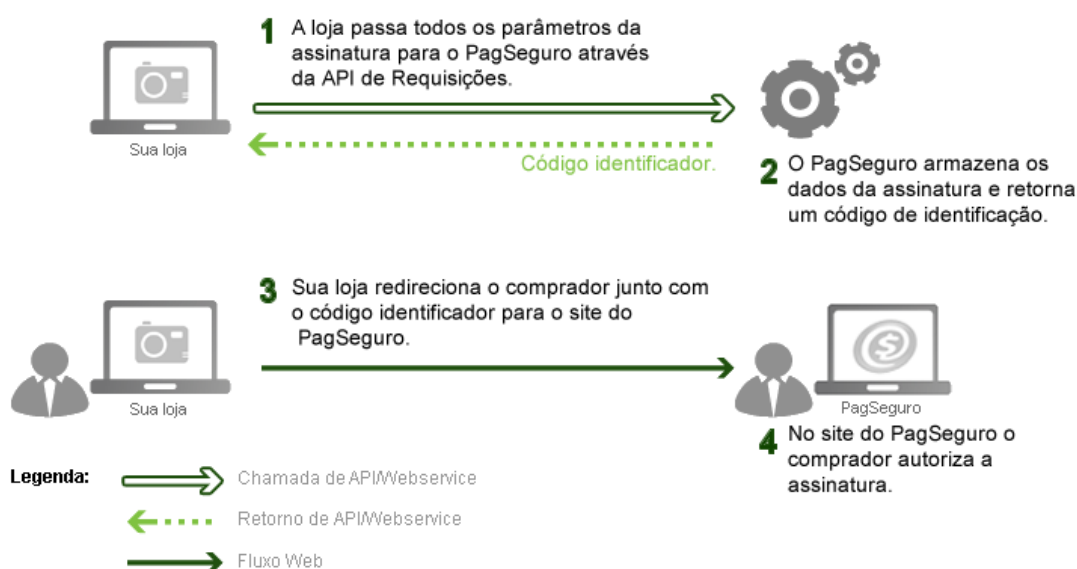 1 A loja passa todos os parâmetros da
assinatura para o PagSeguro através
da API de Requisições.
Sua loja
Código identificador.
2 O PagSeguro armazena os
dados da assinatura e retorna
um código de identificação.
3 Sua loja redireciona o comprador junto com
o código identificador para o site do
PagSeguro.
Sua loja
PagSeguro
4 No site do PagSeguro o
comprador autoriza a
assinatura.
Legenda:
Chamada de API/Webservice
Retorno de API/Webservice
Fluxo Web